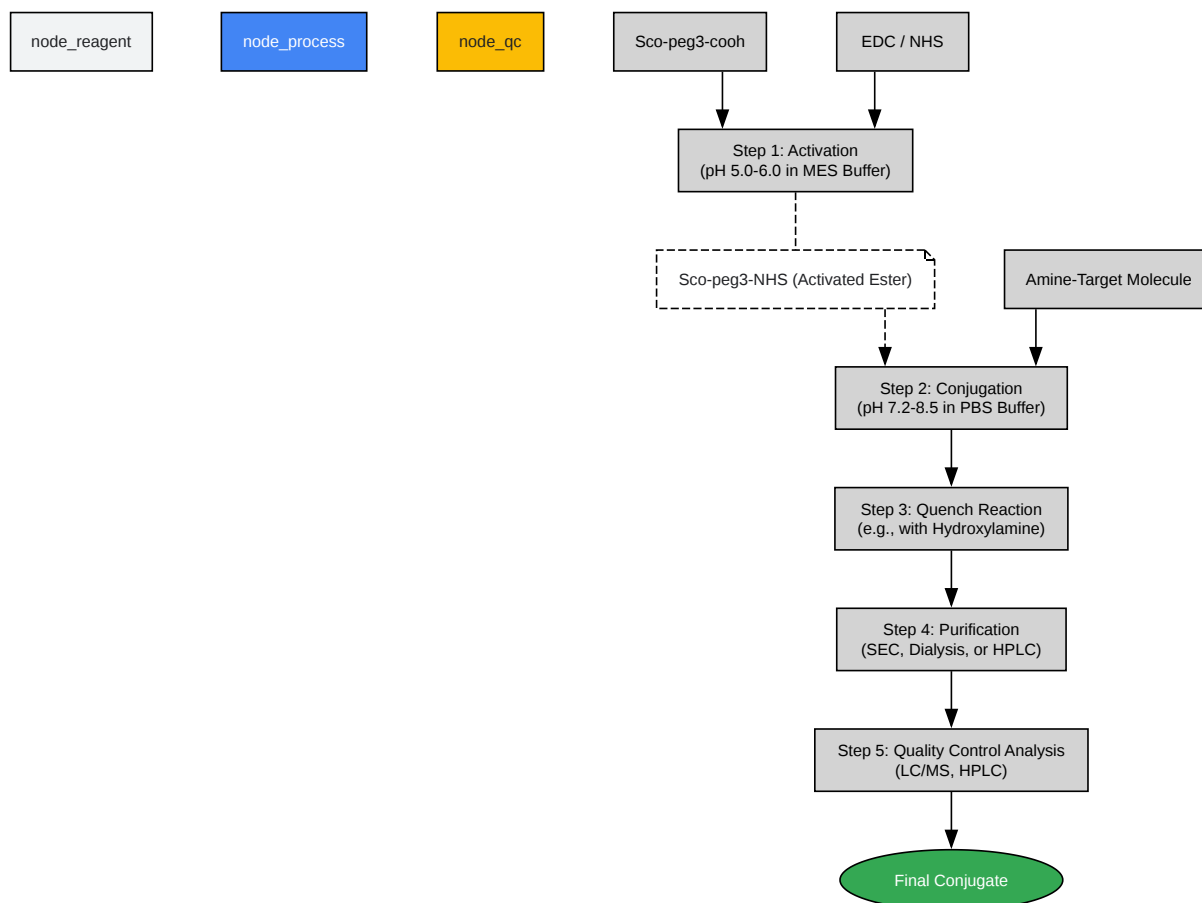 node_reagent
node_process
node_qc
Sco-peg3-cooh
EDC / NHS
Step 1: Activation
(pH 5.0-6.0 in MES Buffer)
Sco-peg3-NHS (Activated Ester)
Amine-Target Molecule
Step 2: Conjugation
(pH 7.2-8.5 in PBS Buffer)
Step 3: Quench Reaction
(e.g., with Hydroxylamine)
Step 4: Purification
(SEC, Dialysis, or HPLC)
Step 5: Quality Control Analysis
(LC/MS, HPLC)
Final Conjugate